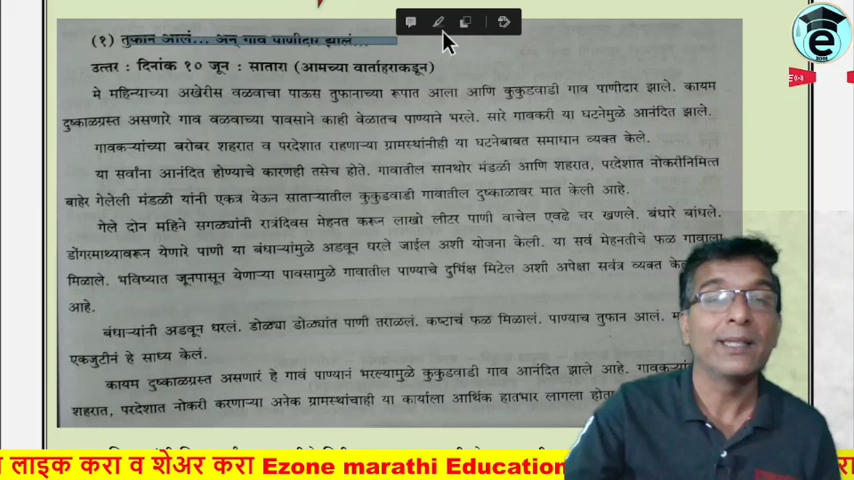 (१) तुफान आलं... अन् गाव पाणीदार झालं...
उत्तर : दिनांक १० जून : सातारा (आमच्या वार्ताहराकडून)
मे महिन्याच्या अखेरीस वळवाचा पाऊस तुफानाच्या रूपात आला आणि कुकुडवाडी गाव पाणीदार झाले. कायम
दुष्काळग्रस्त असणारे गाव वळवाच्या पावसाने काही वेळातच पाण्याने भरले. सारे गावकरी या घटनेमुळे आनंदित झाले.
गावकऱ्यांच्या बरोबर शहरात व परदेशात राहणाऱ्या ग्रामस्थांनीही या घटनेबाबत समाधान व्यक्त केले.
या सर्वांना आनंदित होण्याचे कारणही तसेच होते. गावातील सानथोर मंडळी आणि शहरात, परदेशात नोकरीनिमित्त
बाहेर गेलेली मंडळी यांनी एकत्र येऊन साताऱ्यातील कुकुडवाडी गावातील दुष्काळावर मात केली आहे.
गेले दोन महिने सगळ्यांनी रात्रंदिवस मेहनत करून लाखो लीटर पाणी वाचेल एवढे चर खणले. बंधारे बांधले.
डोंगरमाथ्यावरून येणारे पाणी या बंधाऱ्यांमुळे अडवून धरले जाईल अशी योजना केली. या सर्व मेहनतीचे फळ गावाला
मिळाले. भविष्यात जूनपासून येणाऱ्या पावसामुळे गावातील पाण्याचे दुर्भिक्ष मिटेल अशी अपेक्षा सर्वत्र व्यक्त
आहे.
बंधाऱ्यांनी अडवून धरलं. डोळ्या डोळ्यांत पाणी तराळलं. कष्टाचं फळ मिळालं. पाण्याच तुफान आलं.
एकजुटीनं हे साध्य केलं.
कायम दुष्काळग्रस्त असणारं हे गावं पाण्यानं भरल्यामुळे कुकुडवाडी गाव आनंदित झाले आहे.
शहरात, परदेशात नोकरी करणाऱ्या अनेक ग्रामस्थांचाही या कार्याला आर्थिक हातभार लागला होता
लाइक करा व शेअर करा Ezone marathi Education